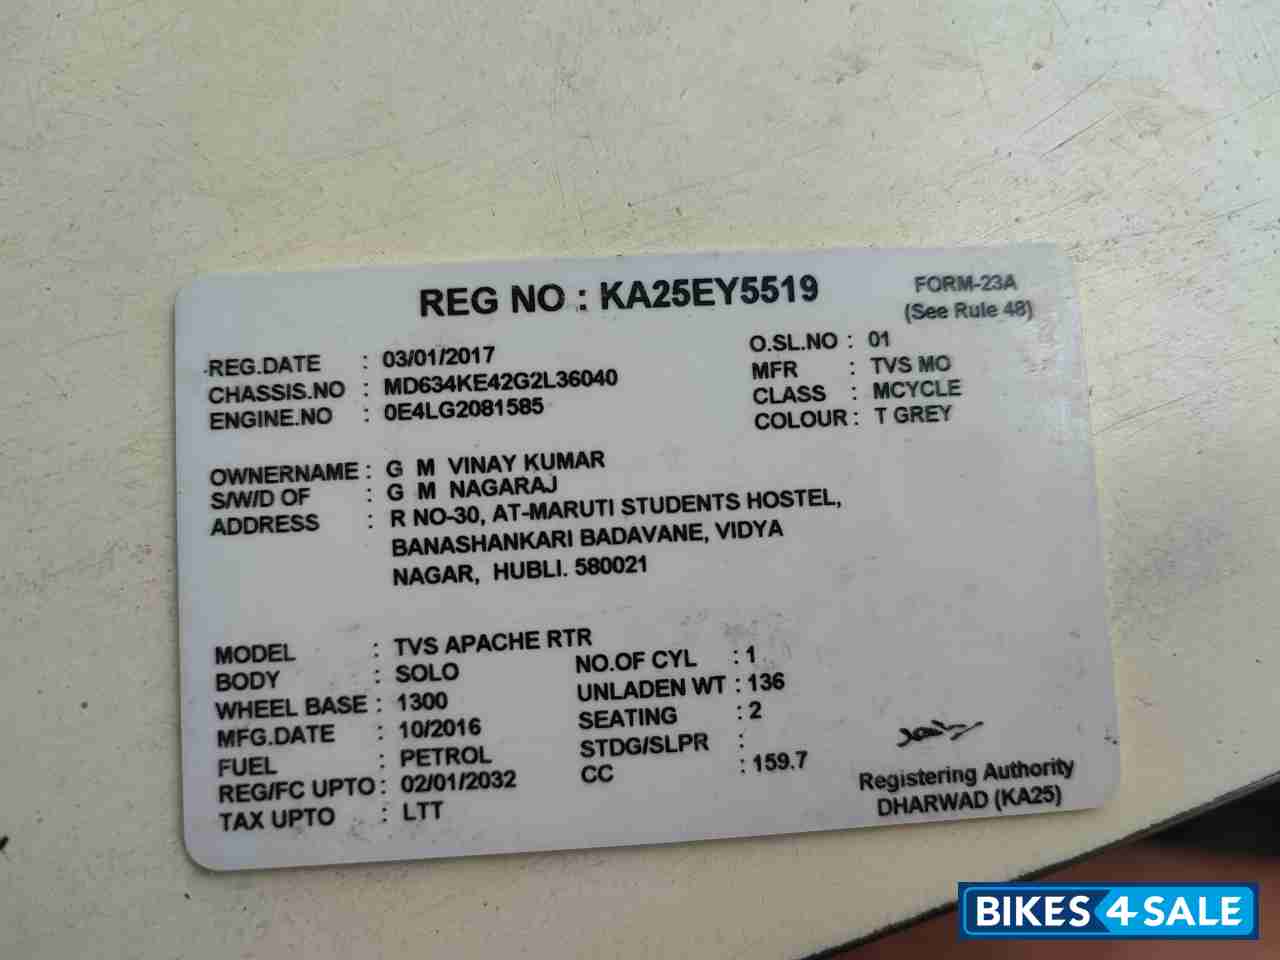 REG NO : KA25EY5519
FORM-23A
(See Rule 48)
REG.DATE : 03/01/2017
O.SL.NO : 01
CHASSIS.NO : MD634KE42G2L36040
MFR : TVS MO
ENGINE.NO : 0E4LG2081585
CLASS : MCYCLE
COLOUR : T GREY
OWNERNAME : G M VINAY KUMAR
S/W/D OF : G M NAGARAJ
ADDRESS : R NO-30, AT-MARUTI STUDENTS HOSTEL,
BANASHANKARI BADAVANE, VIDYA
NAGAR, HUBLI. 580021
MODEL : TVS APACHE RTR
BODY : SOLO
NO.OF CYL : 1
WHEEL BASE : 1300
UNLADEN WT : 136
MFG.DATE : 10/2016
SEATING : 2
FUEL : PETROL
STDG/SLPR :
REG/FC UPTO : 02/01/2032
CC : 159.7
TAX UPTO : LTT
Registering Authority
DHARWAD (KA25)
BIKES4SALE